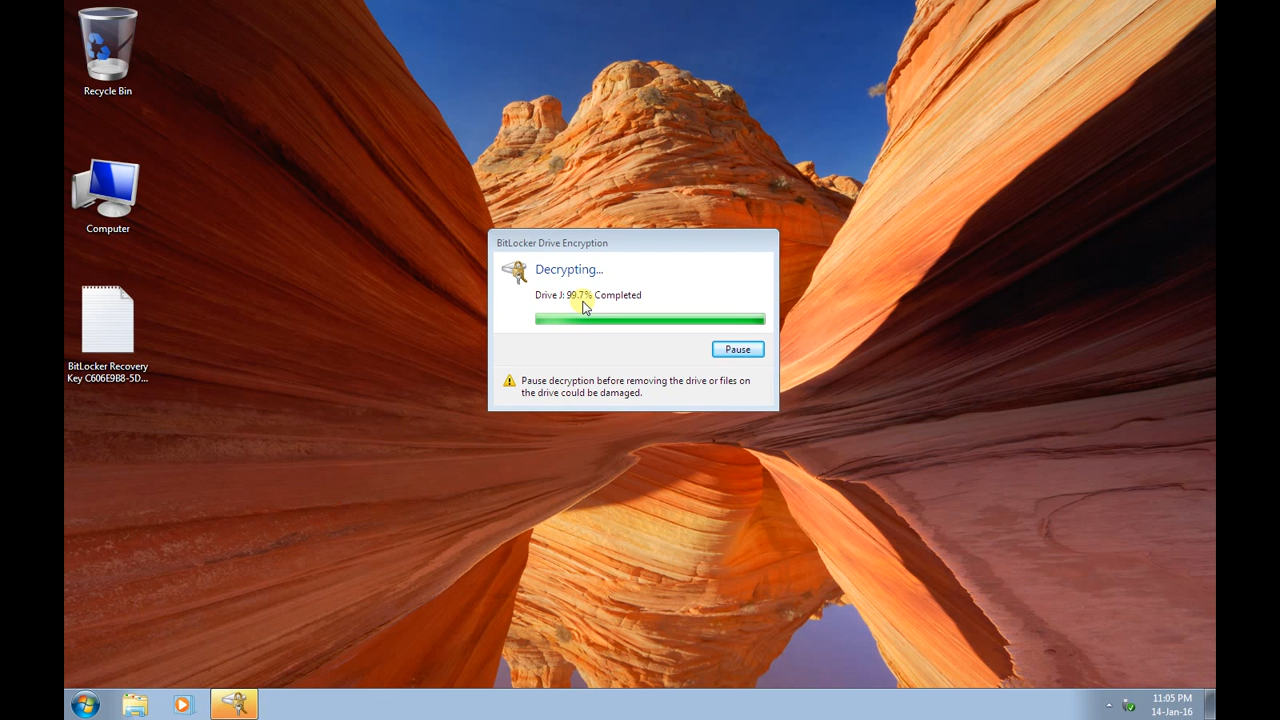 Recycle Bin
Computer
BitLocker Recovery
Key C606E9B8-5D...
BitLocker Drive Encryption
Decrypting...
Drive J: 99.7% Completed
Pause
Pause decryption before removing the drive or files on
the drive could be damaged.
11:05 PM
14-Jan-16